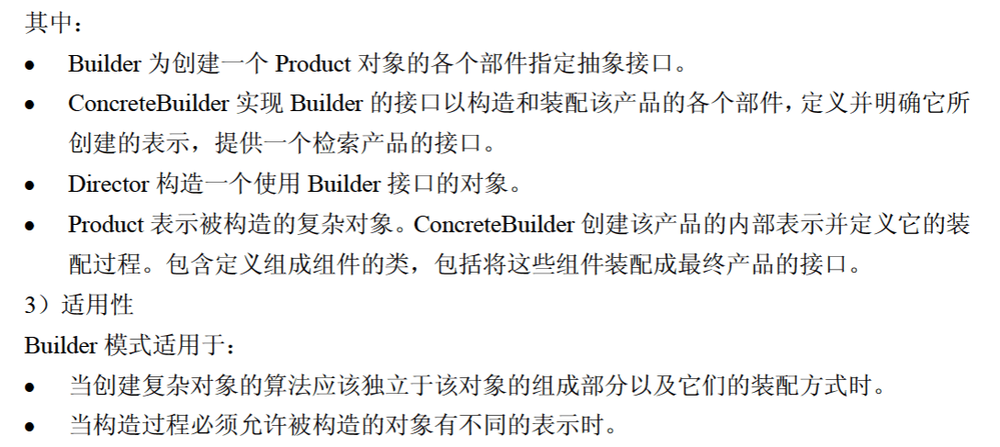 其中：
● Builder 为创建一个 Product 对象的各个部件指定抽象接口。
● ConcreteBuilder 实现 Builder 的接口以构造和装配该产品的各个部件，定义并明确它所
创建的表示，提供一个检索产品的接口。
● Director 构造一个使用 Builder 接口的对象。
● Product 表示被构造的复杂对象。ConcreteBuilder 创建该产品的内部表示并定义它的装
配过程。包含定义组成组件的类，包括将这些组件装配成最终产品的接口。
3）适用性
Builder 模式适用于：
● 当创建复杂对象的算法应该独立于该对象的组成部分以及它们的装配方式时。
● 当构造过程必须允许被构造的对象有不同的表示时。